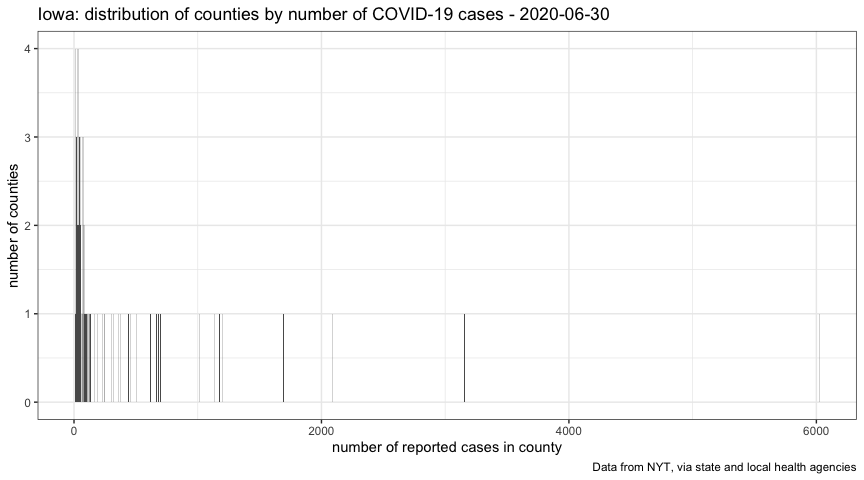 Iowa: distribution of counties by number of COVID-19 cases - 2020-06-30
4
3
2
1
0
number of counties
0 2000 4000 6000
number of reported cases in county
Data from NYT, via state and local health agencies